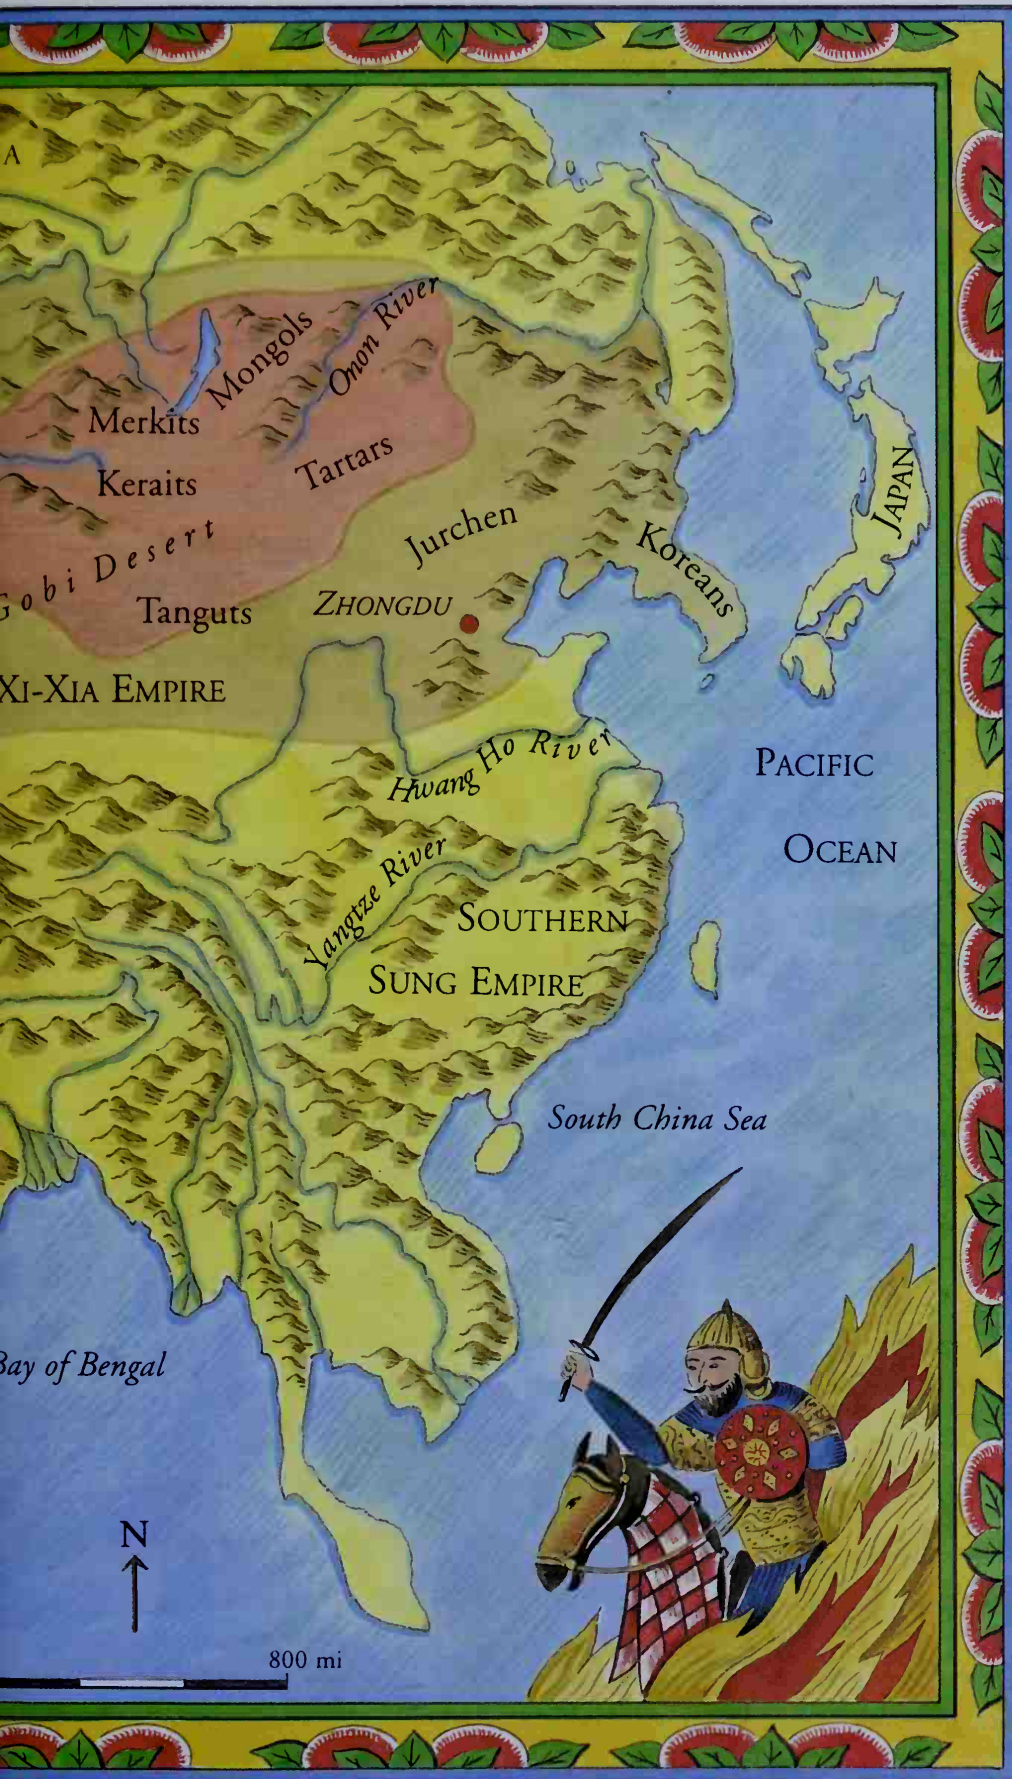 A
Mongols
Onon River
Merkits
Keraits
Tartars
Gobi Desert
Jurchen
Koreans
JAPAN
Tanguts
ZHONGDU
XI-XIA EMPIRE
Hwang Ho River
PACIFIC
OCEAN
Yangtze River
SOUTHERN
SUNG EMPIRE
South China Sea
Bay of Bengal
N
800 mi